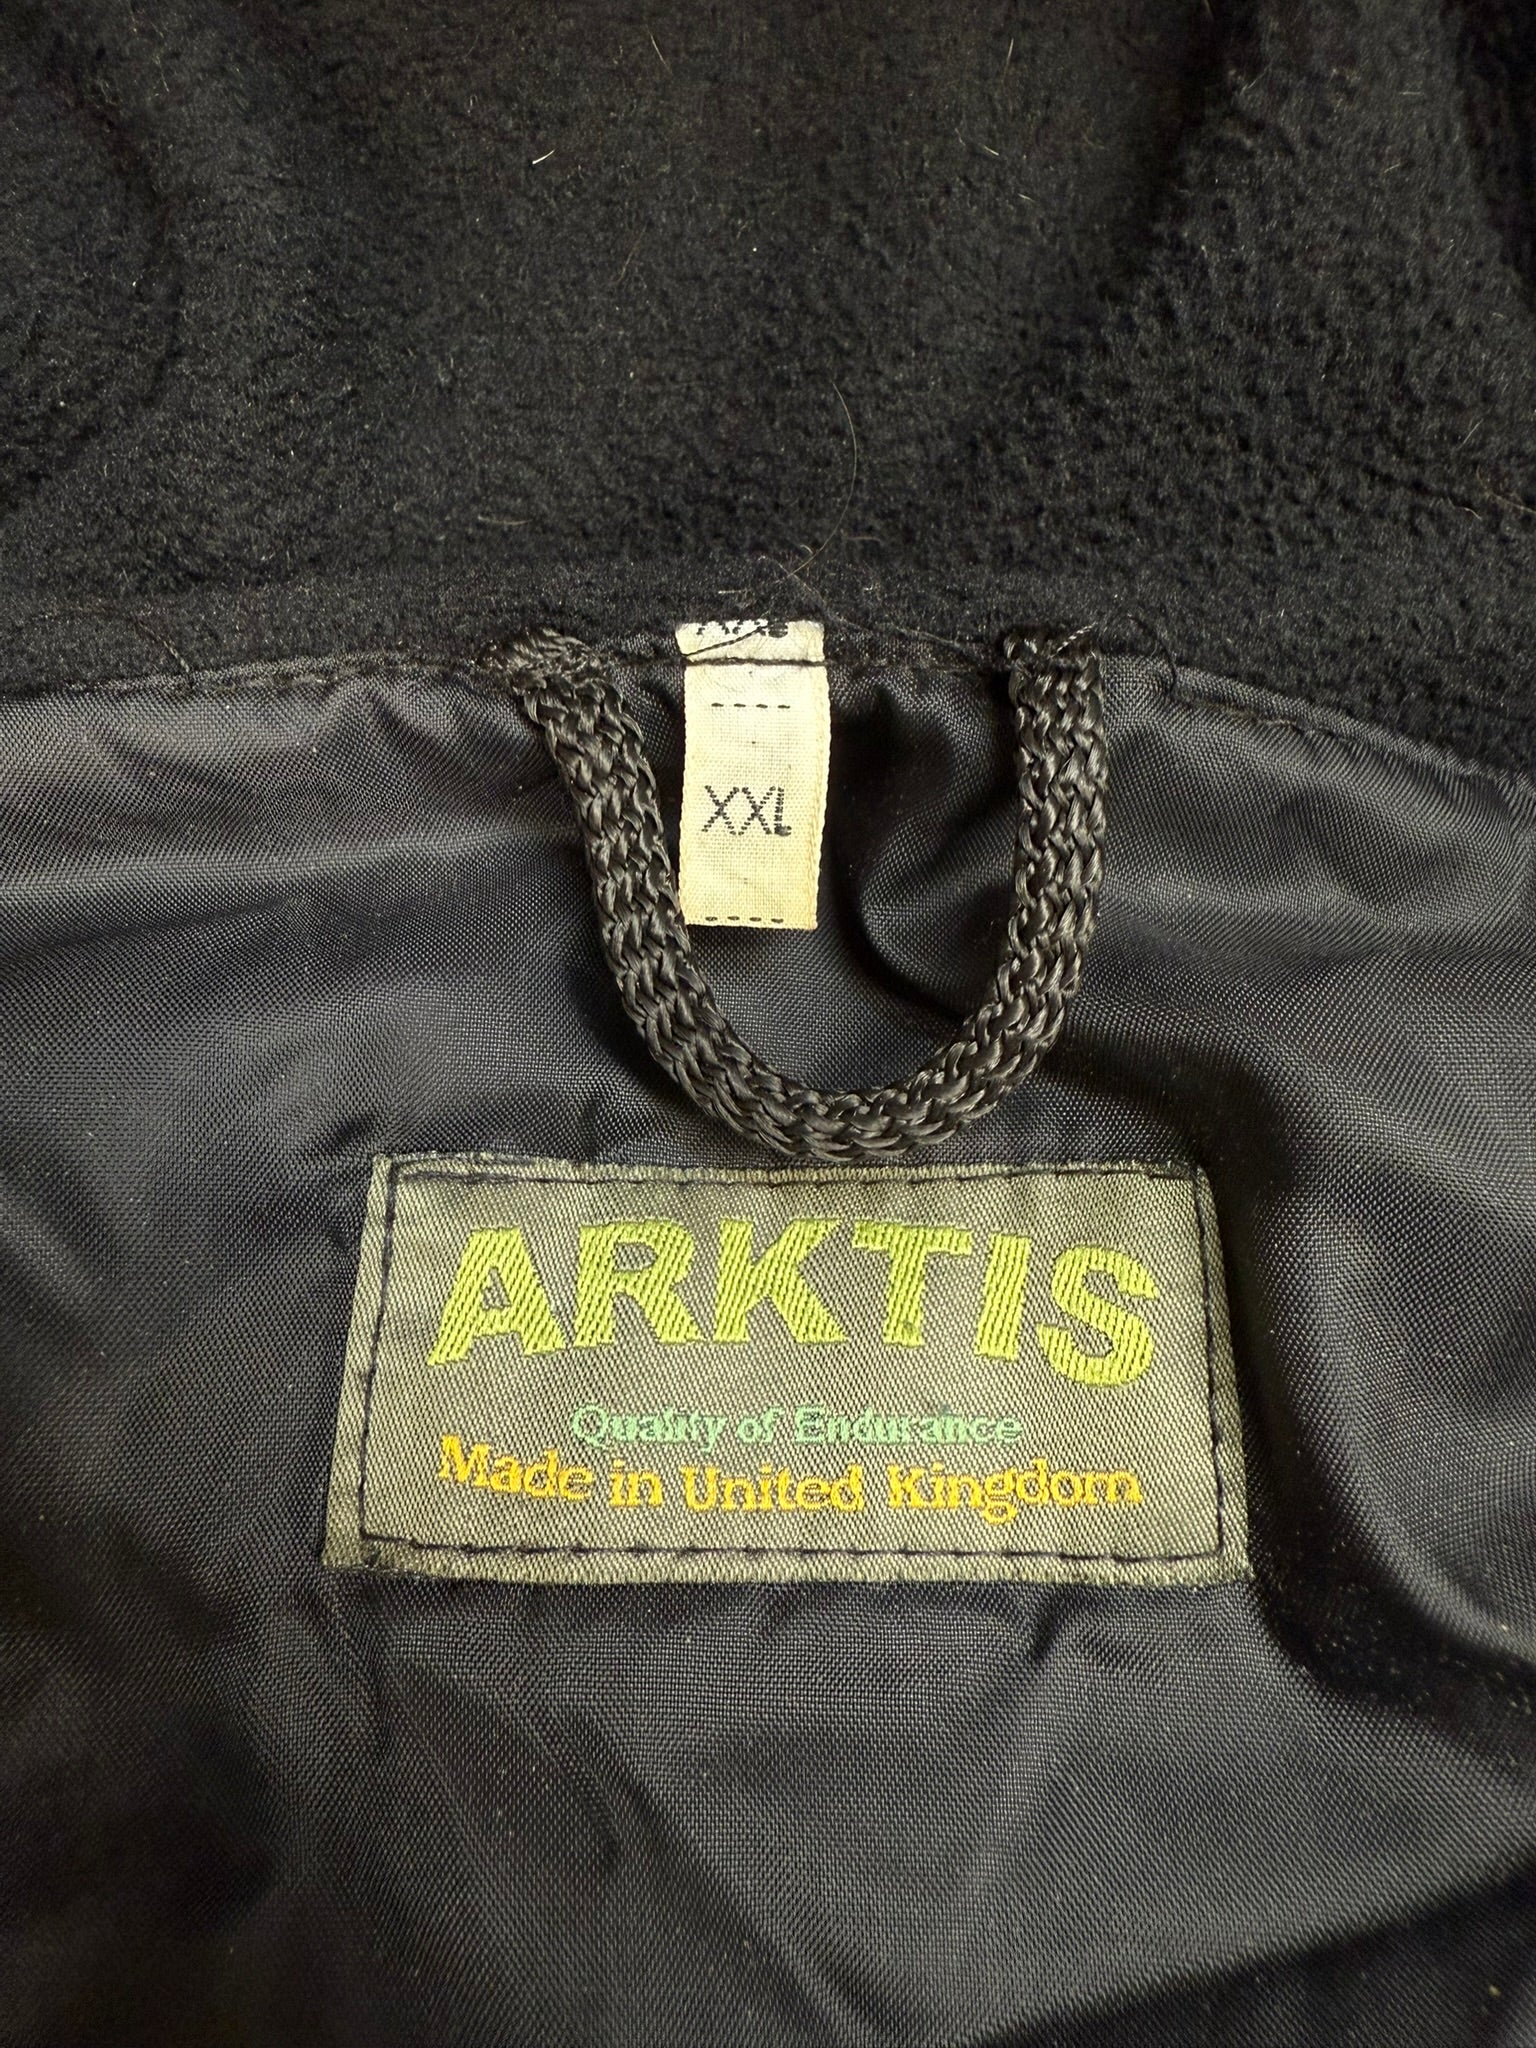 XXL
ARKTIS
Quality of Endurance
Made in United Kingdom